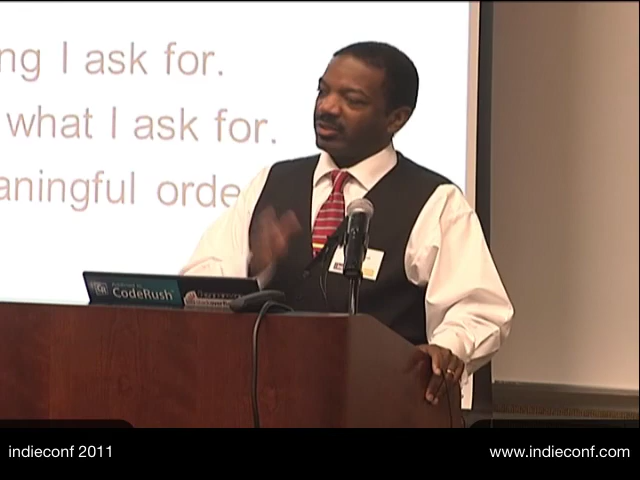 ng I ask for.
what I ask for.
aningful orde
CodeRush
indieconf 2011
www.indieconf.com